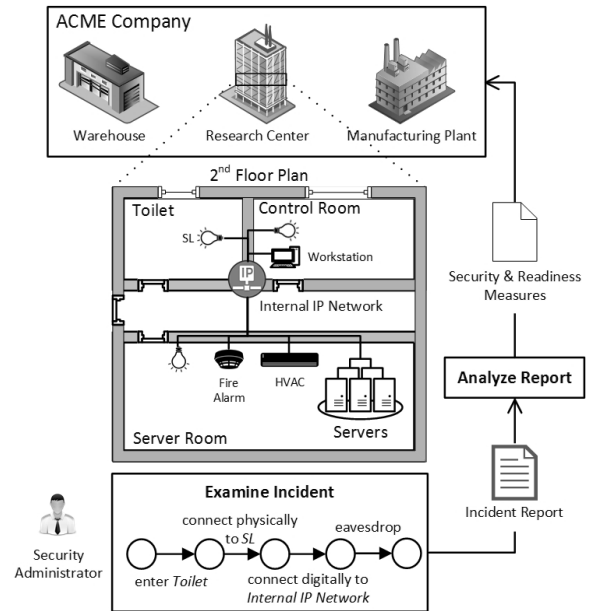 ACME Company
Warehouse
Research Center
Manufacturing Plant
2nd Floor Plan
Toilet
Control Room
SL
Workstation
IP
Internal IP Network
Fire
Alarm
HVAC
Servers
Server Room
Security & Readiness
Measures
Analyze Report
Incident Report
Security
Administrator
Examine Incident
connect physically
to SL
eavesdrop
enter Toilet
connect digitally to
Internal IP Network